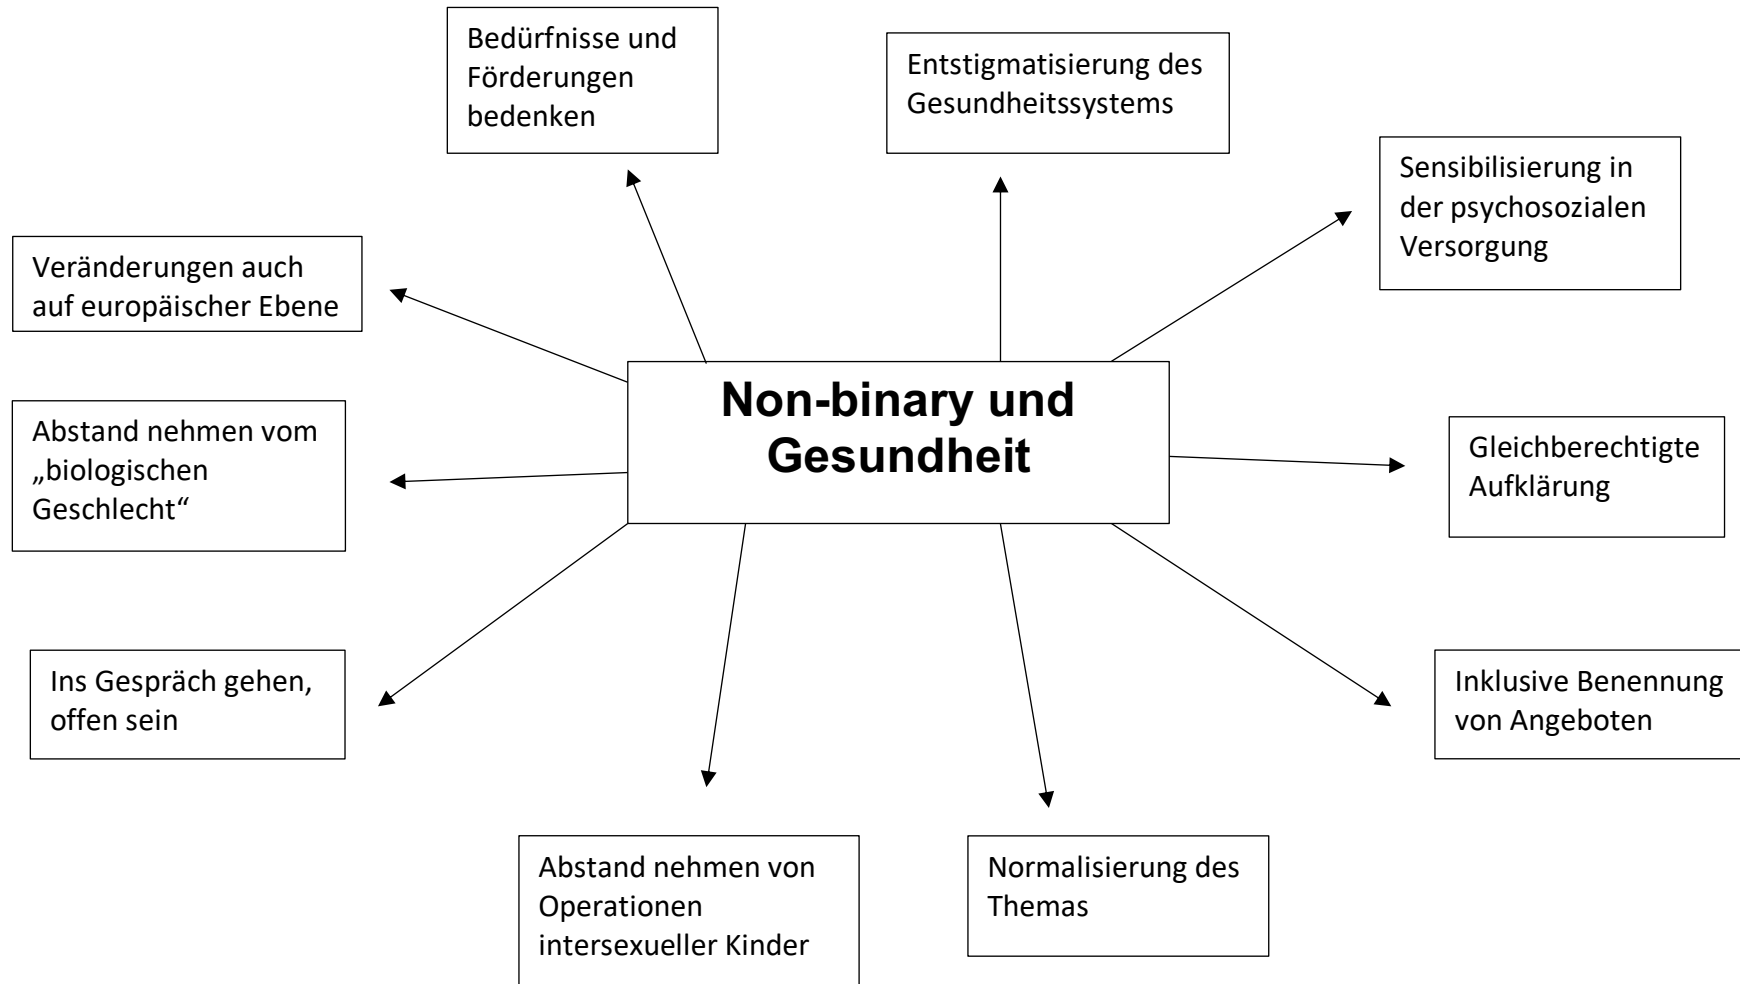 Bedürfnisse und
Förderungen
bedenken
Entstigmatisierung des
Gesundheitssystems
Sensibilisierung in
der psychosozialen
Versorgung
Veränderungen auch
auf europäischer Ebene
Non-binary und
Gesundheit
Abstand nehmen vom
„biologischen
Geschlecht“
Gleichberechtigte
Aufklärung
Ins Gespräch gehen,
offen sein
Inklusive Benennung
von Angeboten
Abstand nehmen von
Operationen
intersexueller Kinder
Normalisierung des
Themas